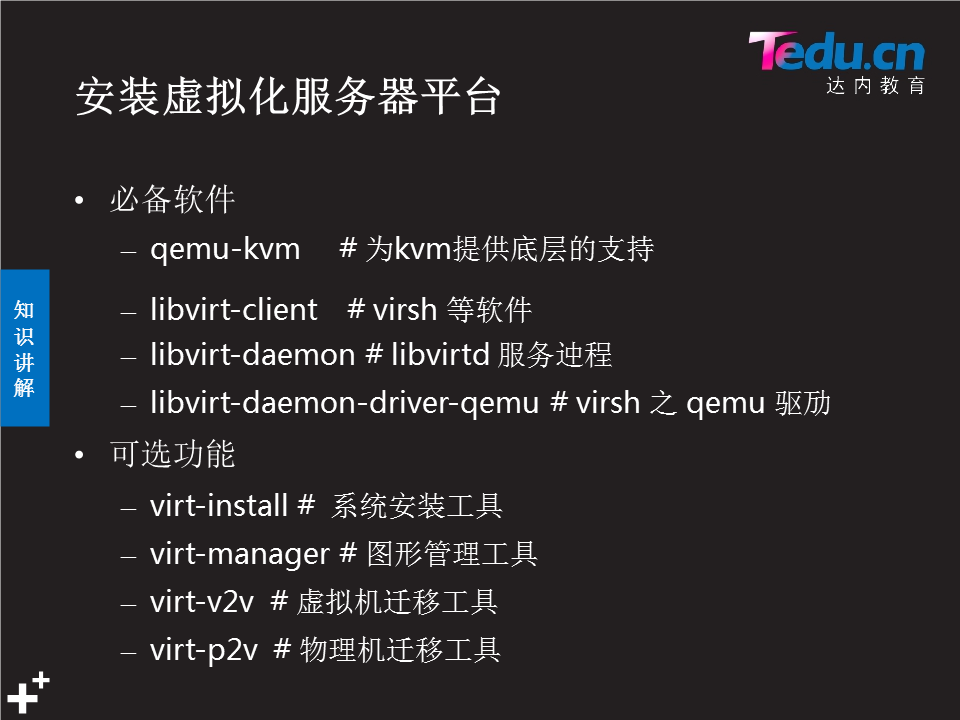 Tedu.cn
达内教育
安装虚拟化服务器平台
• 必备软件
– qemu-kvm # 为kvm提供底层的支持
– libvirt-client # virsh 等软件
– libvirt-daemon # libvirtd 服务迚程
– libvirt-daemon-driver-qemu # virsh 之 qemu 驱劢
知识讲解
• 可选功能
– virt-install # 系统安装工具
– virt-manager # 图形管理工具
– virt-v2v # 虚拟机迁移工具
– virt-p2v # 物理机迁移工具